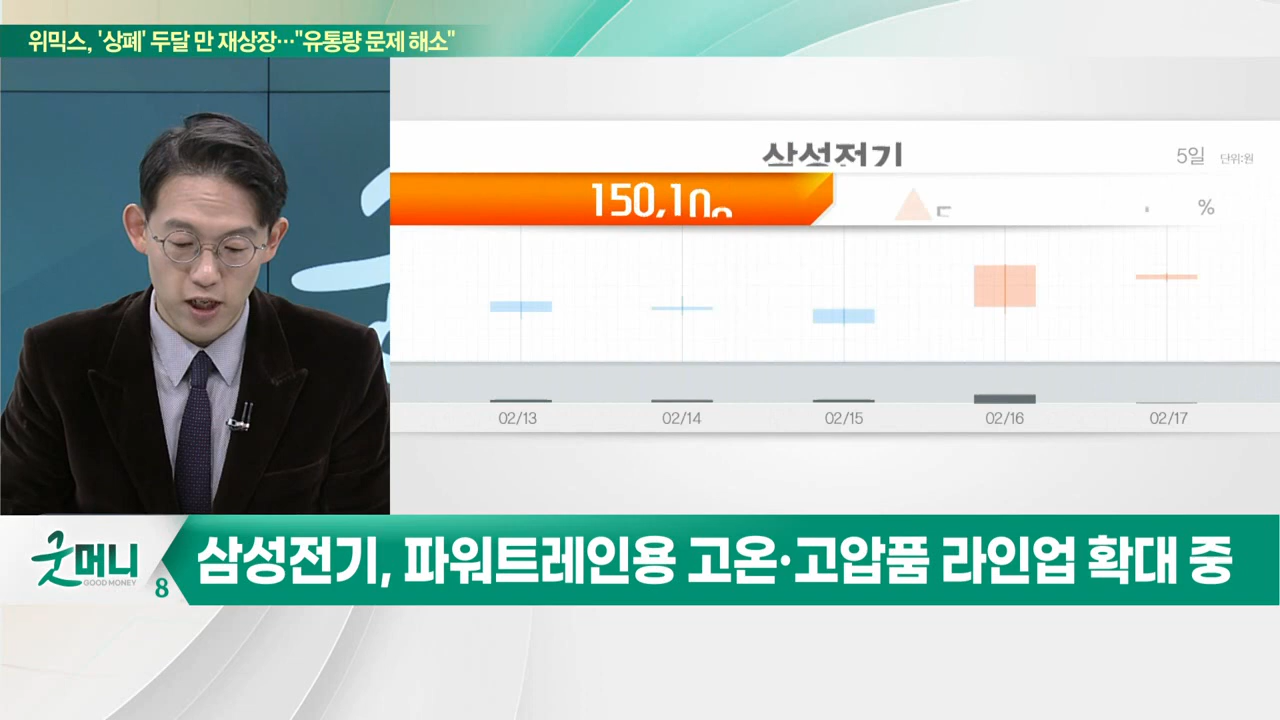 위믹스, '상폐' 두달 만 재상장…"유통량 문제 해소"
삼성전기
5일 단위:원
150,1
%
02/13 02/14 02/15 02/16 02/17
굿머니
GOOD MONEY
8
삼성전기, 파워트레인용 고온·고압품 라인업 확대 중